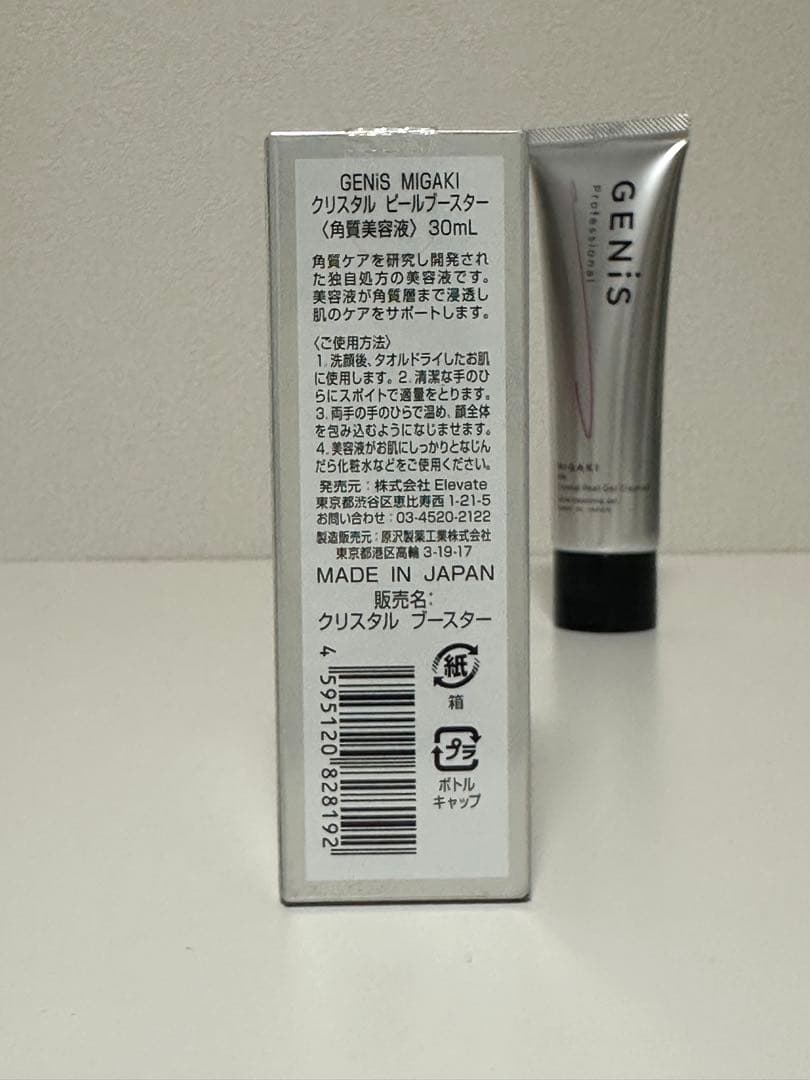 GENiS MIGAKI
クリスタル ピールブースター
〈角質美容液〉 30mL
角質ケアを研究し開発され
た独自処方の美容液です。
美容液が角質層まで浸透し
肌のケアをサポートします。
〈ご使用方法〉
1. 洗顔後、タオルドライしたお肌
に使用します。2. 清潔な手のひ
らにスポイトで適量をとります。
3. 両手の手のひらで温め、顔全体
を包み込むようになじませます。
4. 美容液がお肌にしっかりとなじん
だら化粧水などをご使用ください。
発売元：株式会社 Elevate
東京都渋谷区恵比寿西 1-21-5
お問い合わせ：03-4520-2122
製造販売元：原沢製薬工業株式会社
東京都港区高輪 3-19-17
MADE IN JAPAN
販売名：
クリスタル ブースター
4 595120 828192
紙
箱
プラ
ボトル
キャップ
GENiS
Professional
MIGAKI
Crystal Peel Gel